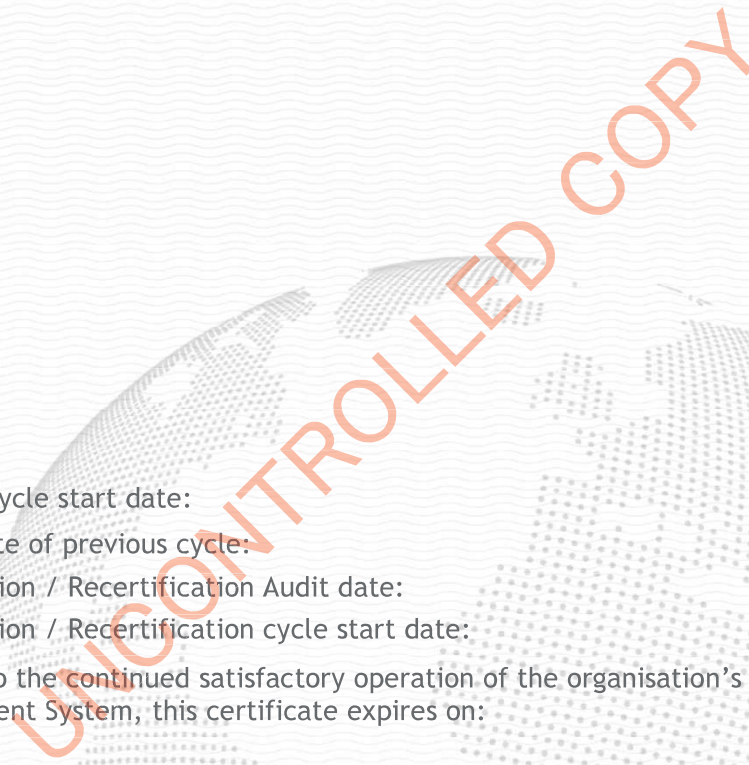 UNCONTROLLED COPY
ycle start date:
te of previous cycle:
ion / Recertification Audit date:
ion / Recertification cycle start date:
o the continued satisfactory operation of the organisation's
ent System, this certificate expires on: